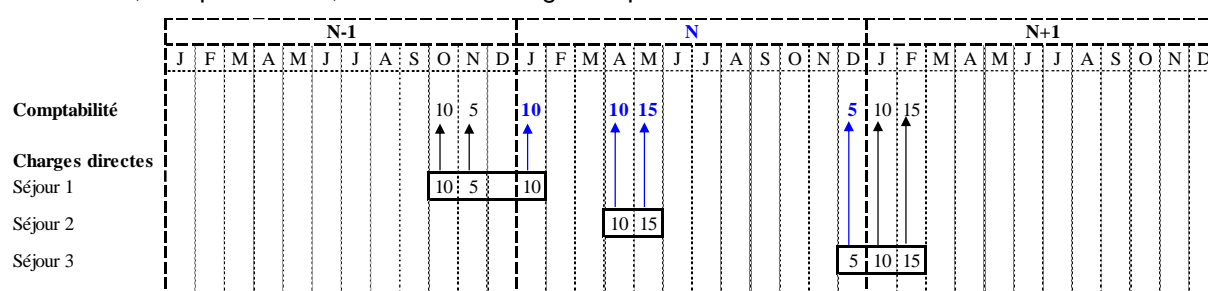 N-1 N N+1
J F M A M J J A S O N D J F M A M J J A S O N D J F M A M J J A S O N D
Comptabilité 10 5 10 10 15 5 10 15
Charges directes
Séjour 1 10 5 10
Séjour 2 10 15
Séjour 3 5 10 15